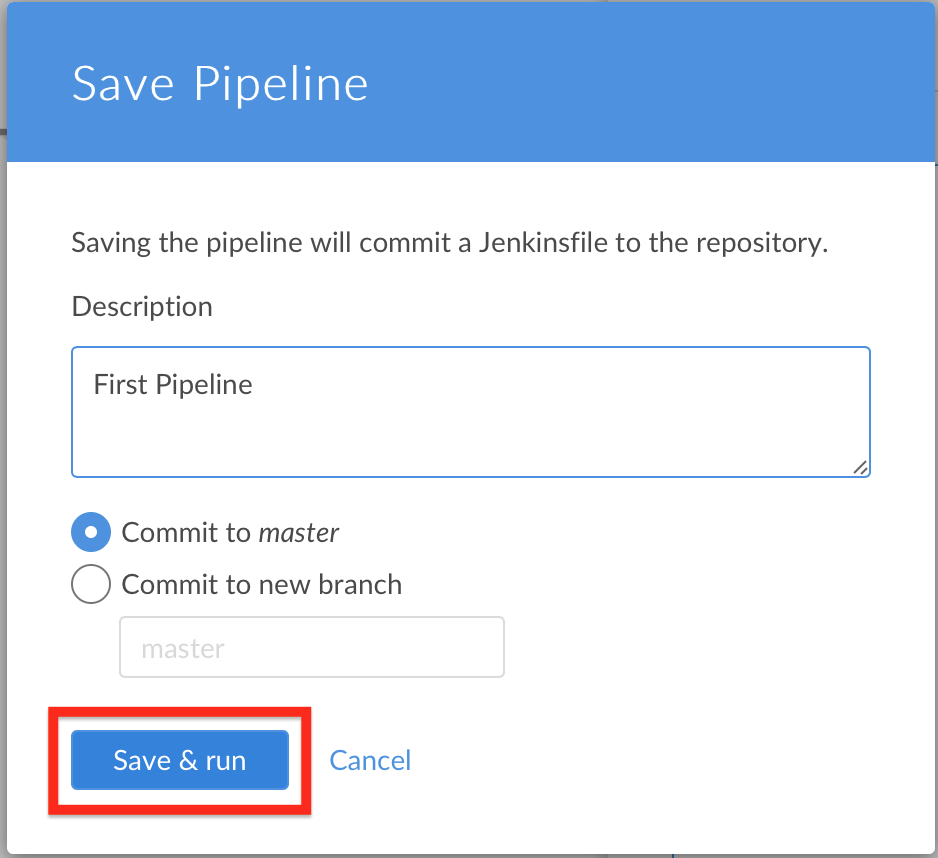 Save Pipeline
Saving the pipeline will commit a Jenkinsfile to the repository.
Description
First Pipeline
Commit to master
Commit to new branch
master
Save & run
Cancel